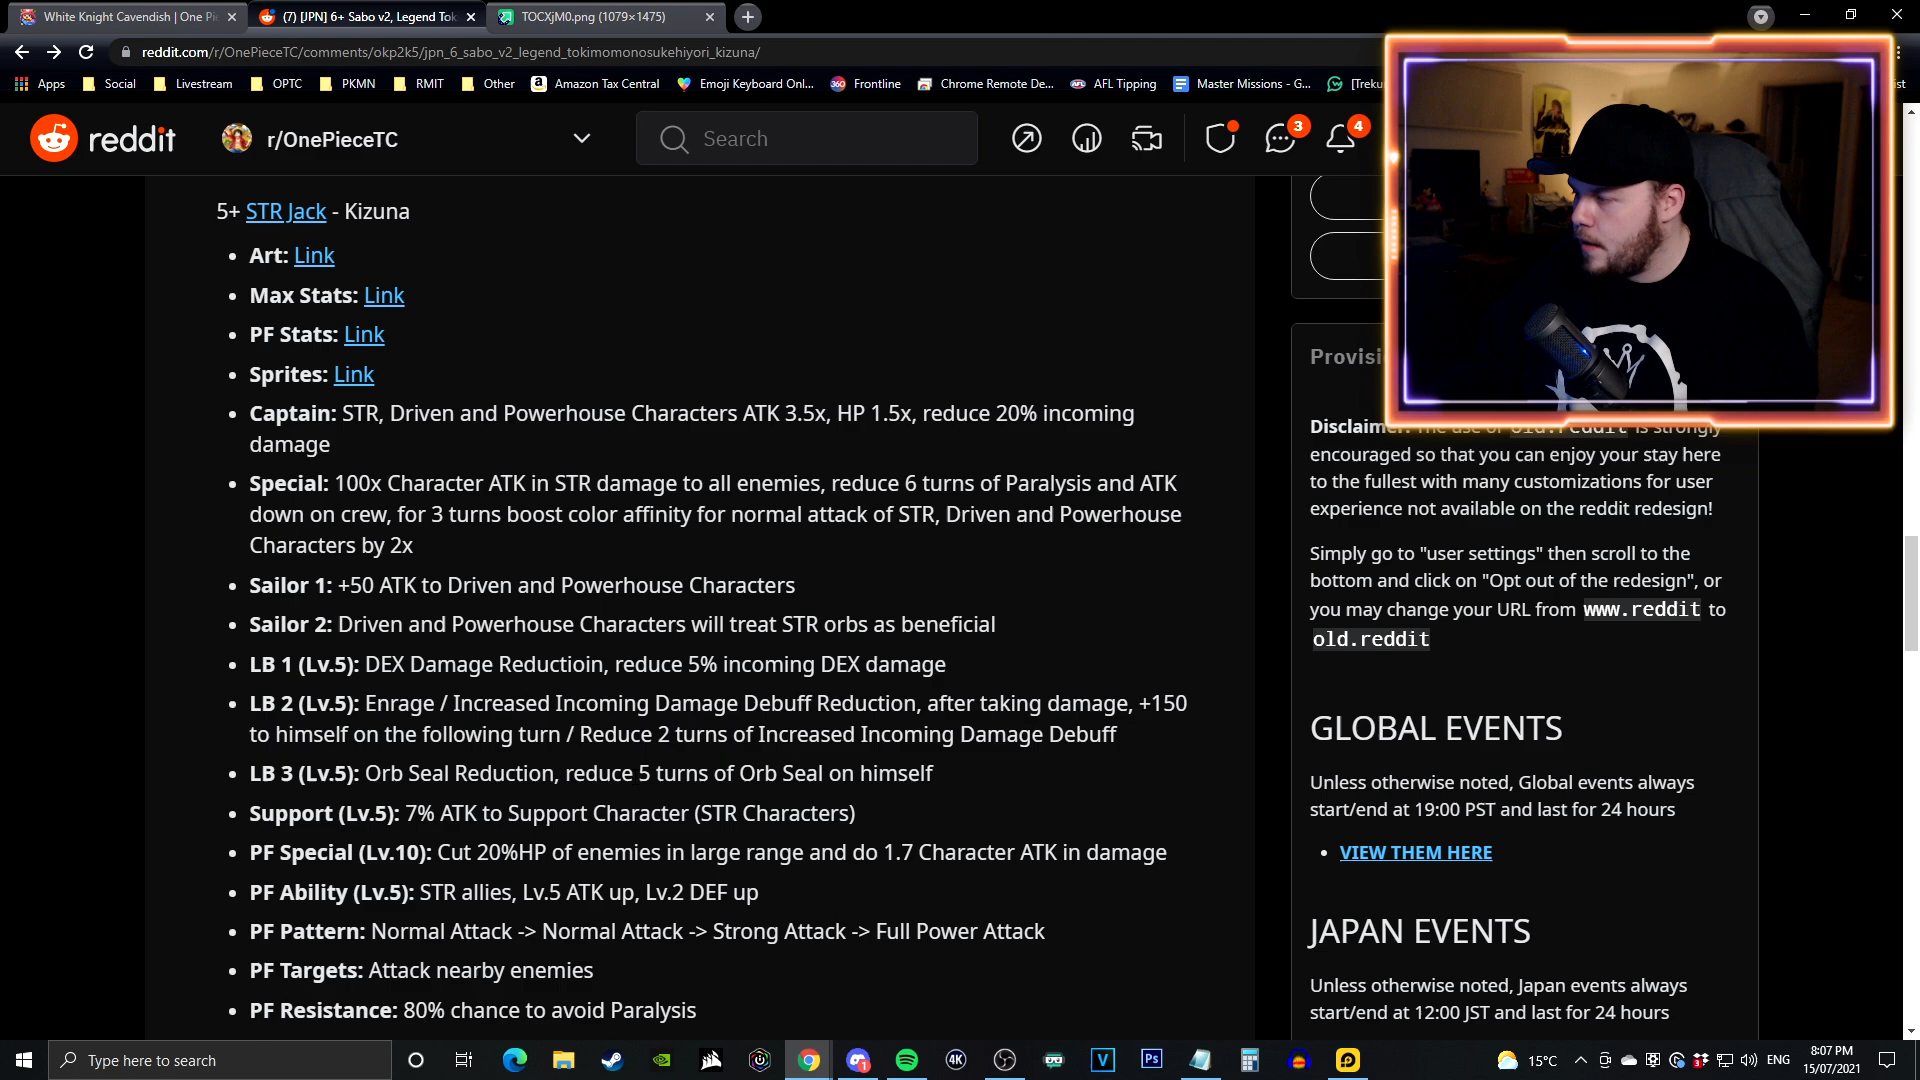 White Knight Cavendish | One Pie
(7) [JPN] 6+ Sabo v2, Legend Tok
TOCXjM0.png (1079×1475)
reddit.com/r/OnePieceTC/comments/okp2k5/jpn_6_sabo_v2_legend_tokimomonosukehiyori_kizuna/
Apps Social Livestream OPTC PKMN RMIT Other Amazon Tax Central Emoji Keyboard Onl... Frontline Chrome Remote De... AFL Tipping Master Missions - G... [Treku
reddit r/OnePieceTC Search 3 4
5+ STR Jack - Kizuna
Art: Link
Max Stats: Link
PF Stats: Link
Sprites: Link
Captain: STR, Driven and Powerhouse Characters ATK 3.5x, HP 1.5x, reduce 20% incoming
damage
Special: 100x Character ATK in STR damage to all enemies, reduce 6 turns of Paralysis and ATK
down on crew, for 3 turns boost color affinity for normal attack of STR, Driven and Powerhouse
Characters by 2x
Sailor 1: +50 ATK to Driven and Powerhouse Characters
Sailor 2: Driven and Powerhouse Characters will treat STR orbs as beneficial
LB 1 (Lv.5): DEX Damage Reductioin, reduce 5% incoming DEX damage
LB 2 (Lv.5): Enrage / Increased Incoming Damage Debuff Reduction, after taking damage, +150
to himself on the following turn / Reduce 2 turns of Increased Incoming Damage Debuff
LB 3 (Lv.5): Orb Seal Reduction, reduce 5 turns of Orb Seal on himself
Support (Lv.5): 7% ATK to Support Character (STR Characters)
PF Special (Lv.10): Cut 20%HP of enemies in large range and do 1.7 Character ATK in damage
PF Ability (Lv.5): STR allies, Lv.5 ATK up, Lv.2 DEF up
PF Pattern: Normal Attack -> Normal Attack -> Strong Attack -> Full Power Attack
PF Targets: Attack nearby enemies
PF Resistance: 80% chance to avoid Paralysis
Provisi
Disclaimer: The use of old.reddit is strongly
encouraged so that you can enjoy your stay here
to the fullest with many customizations for user
experience not available on the reddit redesign!
Simply go to "user settings" then scroll to the
bottom and click on "Opt out of the redesign", or
you may change your URL from www.reddit to
old.reddit
GLOBAL EVENTS
Unless otherwise noted, Global events always
start/end at 19:00 PST and last for 24 hours
VIEW THEM HERE
JAPAN EVENTS
Unless otherwise noted, Japan events always
start/end at 12:00 JST and last for 24 hours
Type here to search
4K
V
Ps
15°C
ENG
8:07 PM
15/07/2021